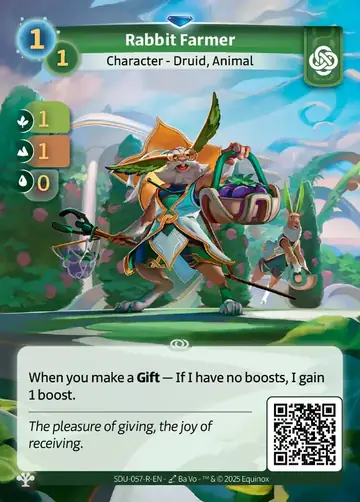 Rabbit Farmer
1
1
Character - Druid, Animal
1
1
0
When you make a Gift — If I have no boosts, I gain
1 boost.
The pleasure of giving, the joy of
receiving.
SDU-057-R-EN - Ba Vo - ™ & © 2025 Equinox